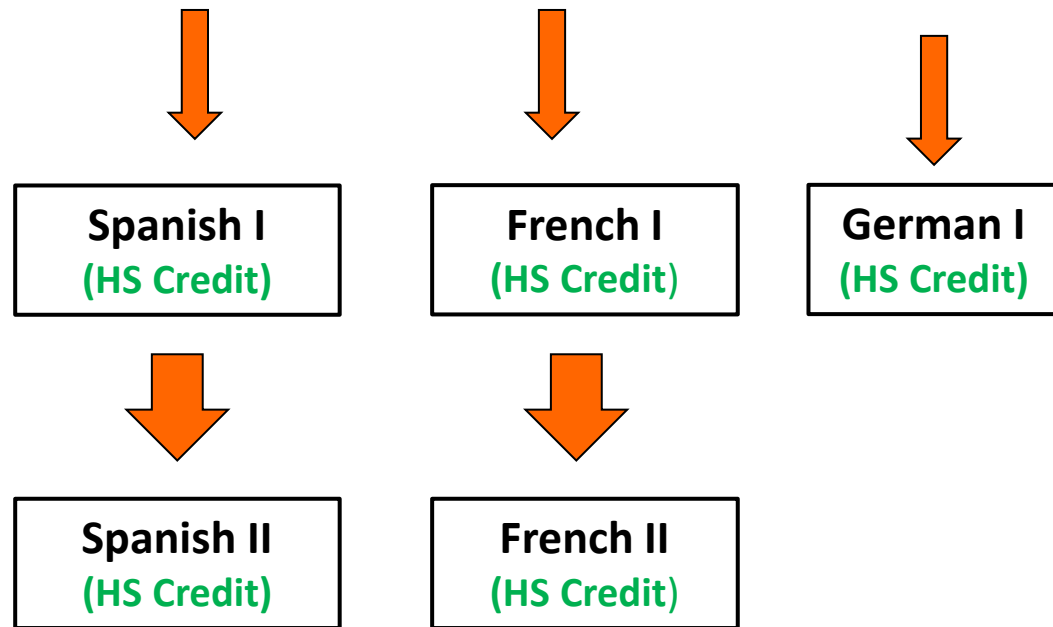 Spanish I
(HS Credit)
French I
(HS Credit)
German I
(HS Credit)
Spanish II
(HS Credit)
French II
(HS Credit)